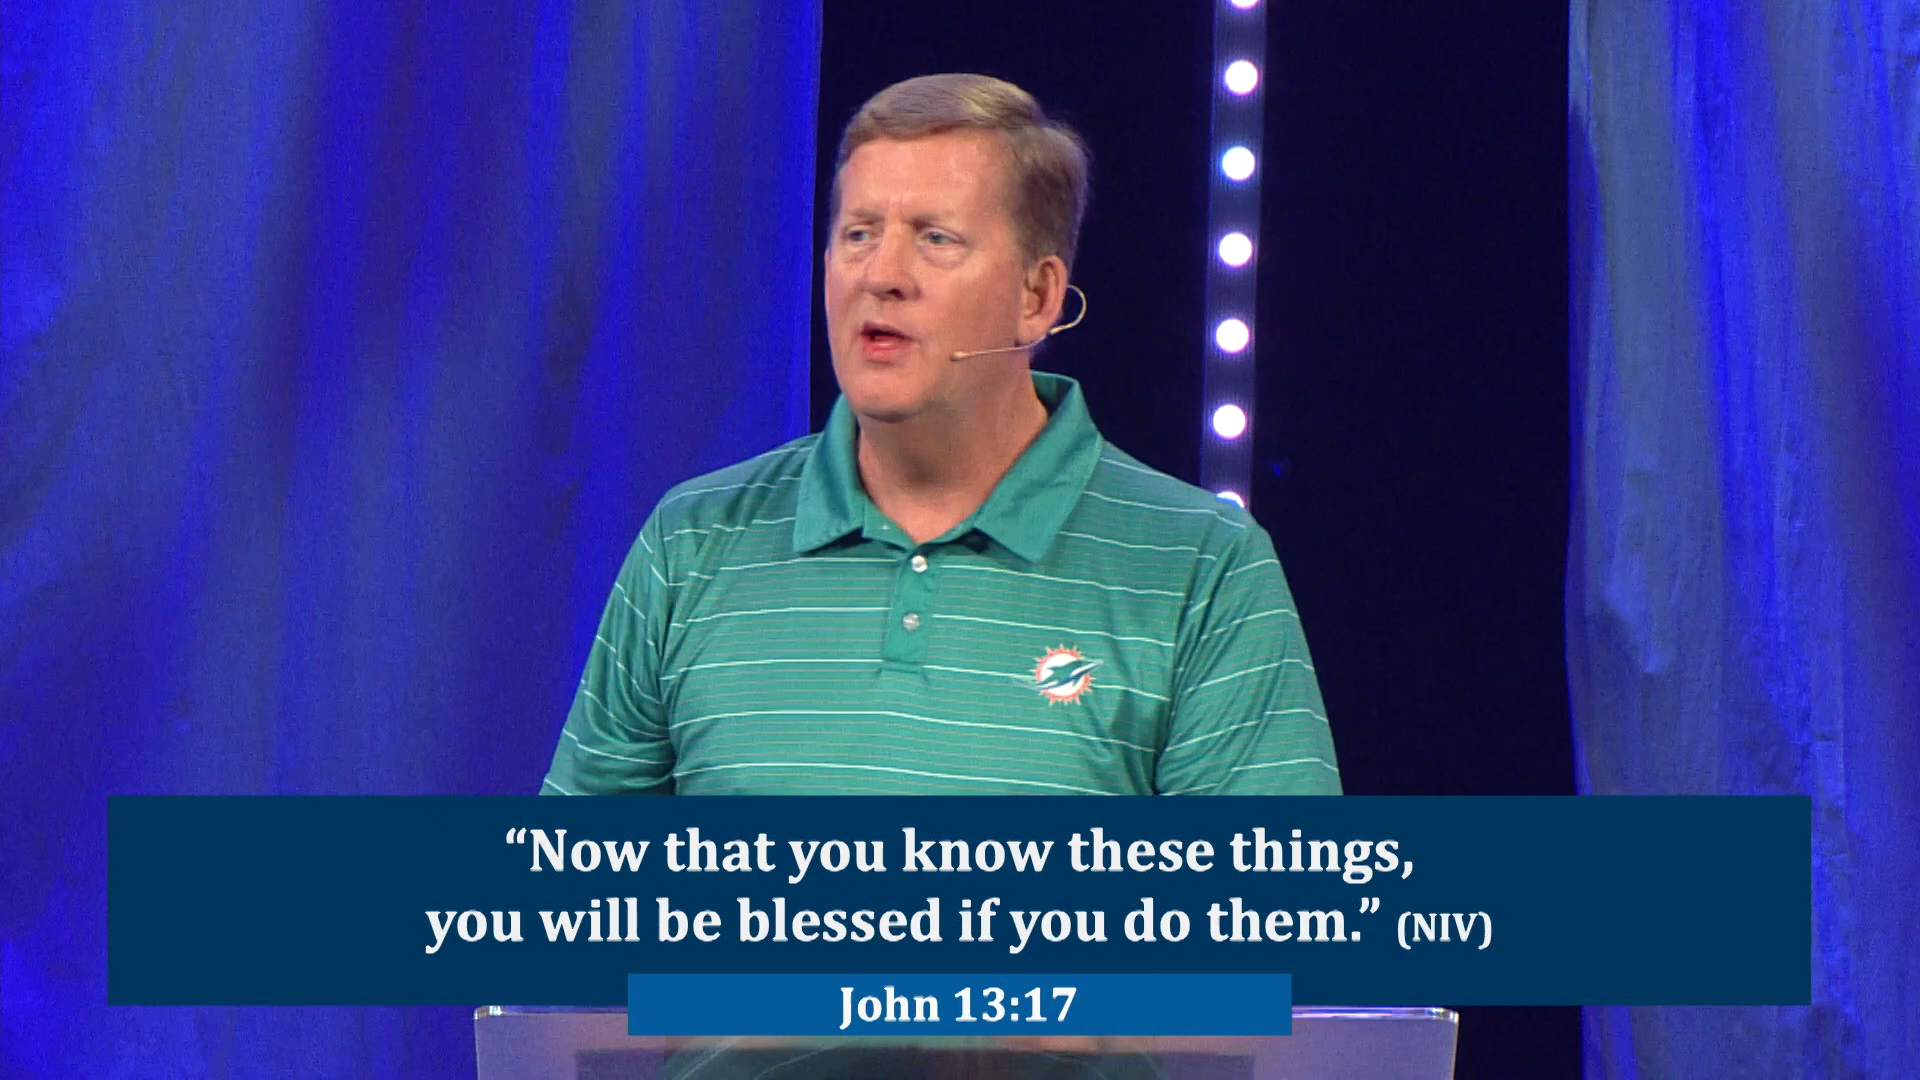 “Now that you know these things,
you will be blessed if you do them.” (NIV)
John 13:17